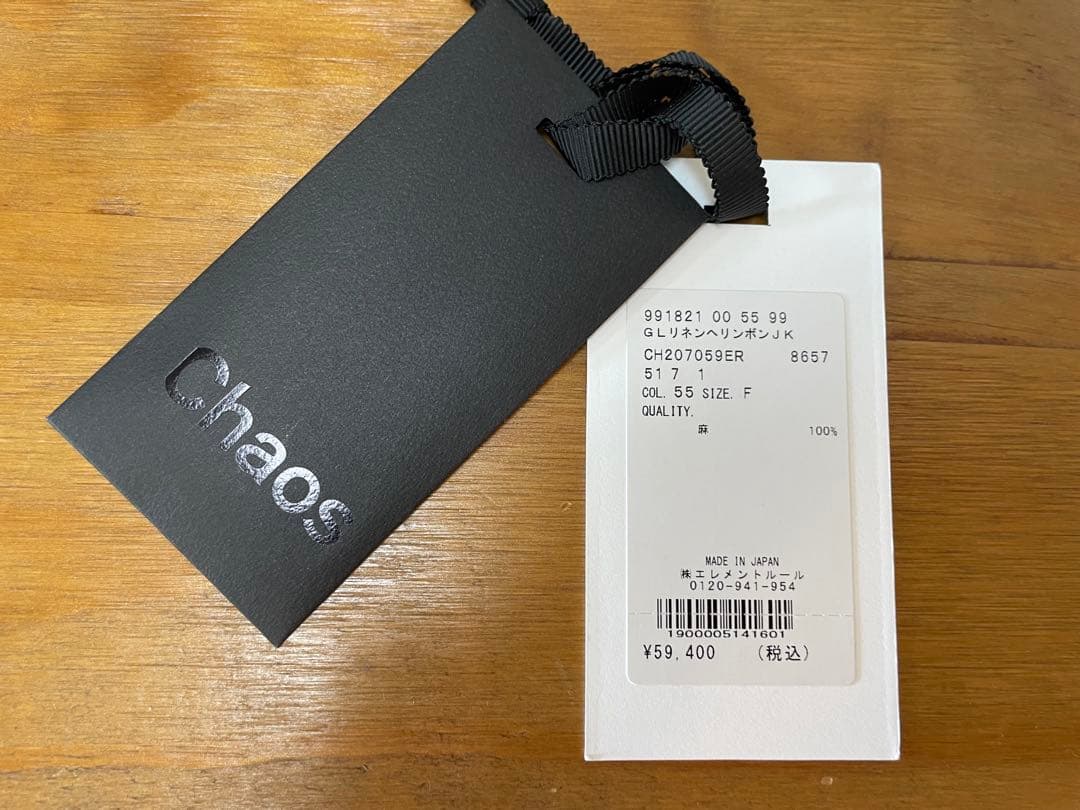 Chaos
991821 00 55 99
GLリネンヘリンボンJK
CH207059ER 8657
51 7 1
COL. 55 SIZE. F
QUALITY.
麻 100%
MADE IN JAPAN
㈱エレメントルール
0120-941-954
1900005141601
¥59,400 (税込)